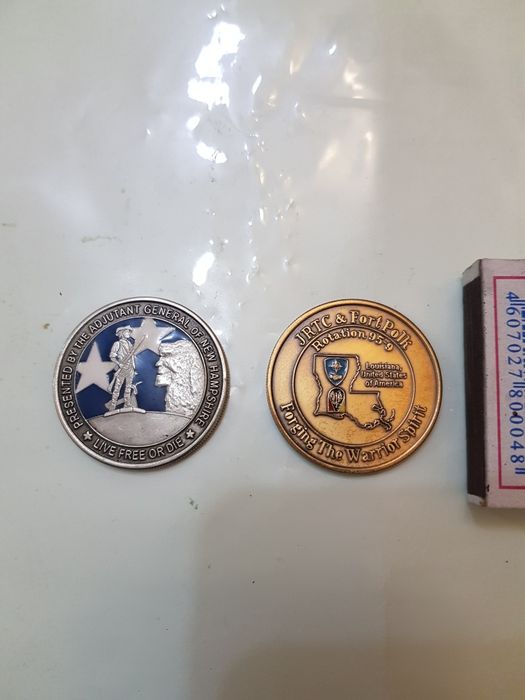 PRESENTED BY THE ADJUTANT GENERAL OF NEW HAMPSHIRE
LIVE FREE OR DIE
JRTC & Fort Polk
Rotation 95-9
Louisiana,
United States
of America
Forging The Warrior Spirit
4607027800048